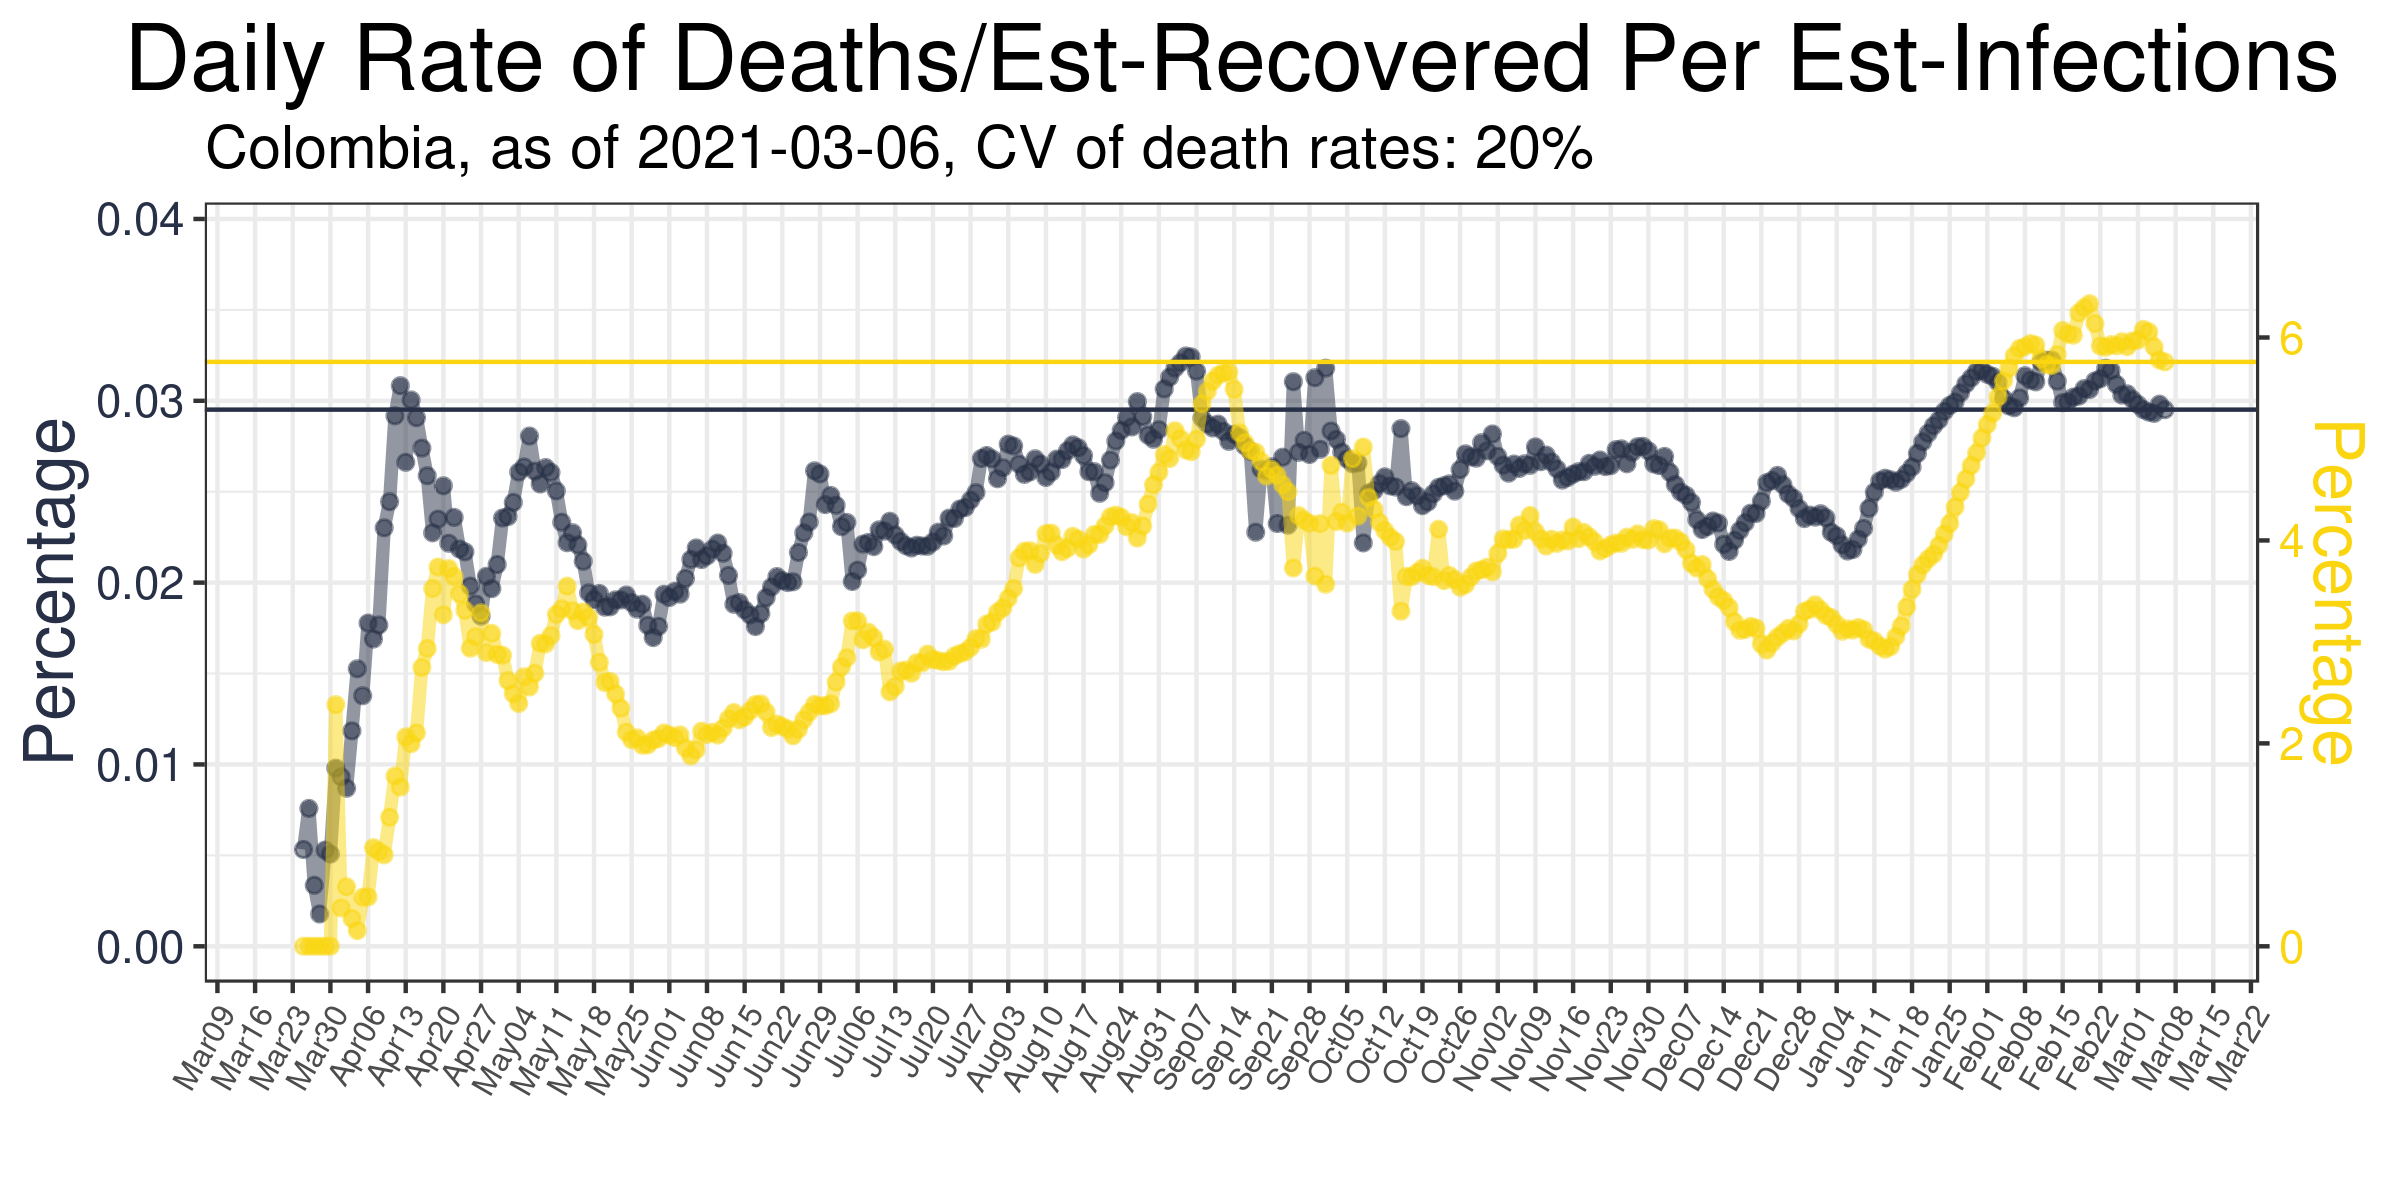 Daily Rate of Deaths/Est-Recovered Per Est-Infections
Colombia, as of 2021-03-06, CV of death rates: 20%
Percentage
0.04
0.03
0.02
0.01
0.00
6
4
2
0
Percentage
Mar09
Mar16
Mar23
Mar30
Apr06
Apr13
Apr20
Apr27
May04
May11
May18
May25
Jun01
Jun08
Jun15
Jun22
Jun29
Jul06
Jul13
Jul20
Jul27
Aug03
Aug10
Aug17
Aug24
Aug31
Sep07
Sep14
Sep21
Sep28
Oct05
Oct12
Oct19
Oct26
Nov02
Nov09
Nov16
Nov23
Nov30
Dec07
Dec14
Dec21
Dec28
Jan04
Jan11
Jan18
Jan25
Feb01
Feb08
Feb15
Feb22
Mar01
Mar08
Mar15
Mar22